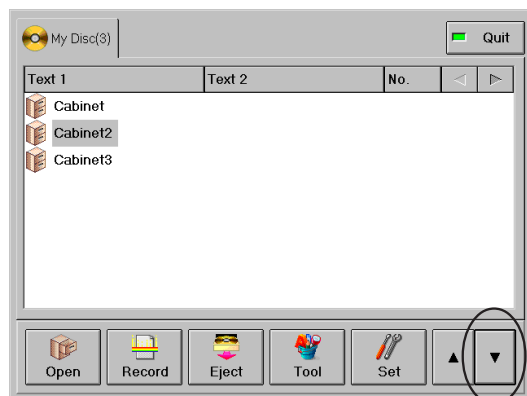 My Disc(3) Quit
Text 1 Text 2 No.
Cabinet
Cabinet2
Cabinet3
Open Record Eject Tool Set